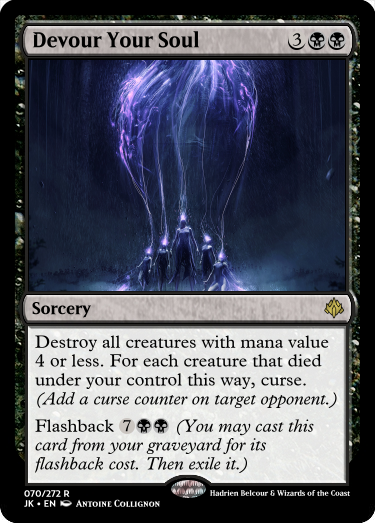 Devour Your Soul 3
Sorcery
Destroy all creatures with mana value
4 or less. For each creature that died
under your control this way, curse.
(Add a curse counter on target opponent.)
Flashback 7 (You may cast this
card from your graveyard for its
flashback cost. Then exile it.)
070/272 R
JK • EN Antoine Collignon
Hadrien Belcour & Wizards of the Coast